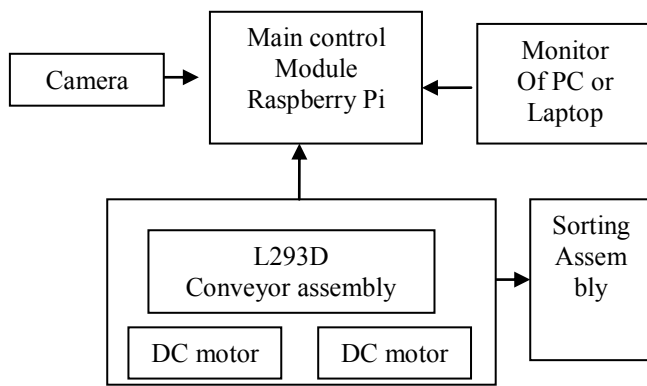 Camera
Main control
Module
Raspberry Pi
Monitor
Of PC or
Laptop
L293D
Conveyor assembly
DC motor
DC motor
Sorting
Assem
bly